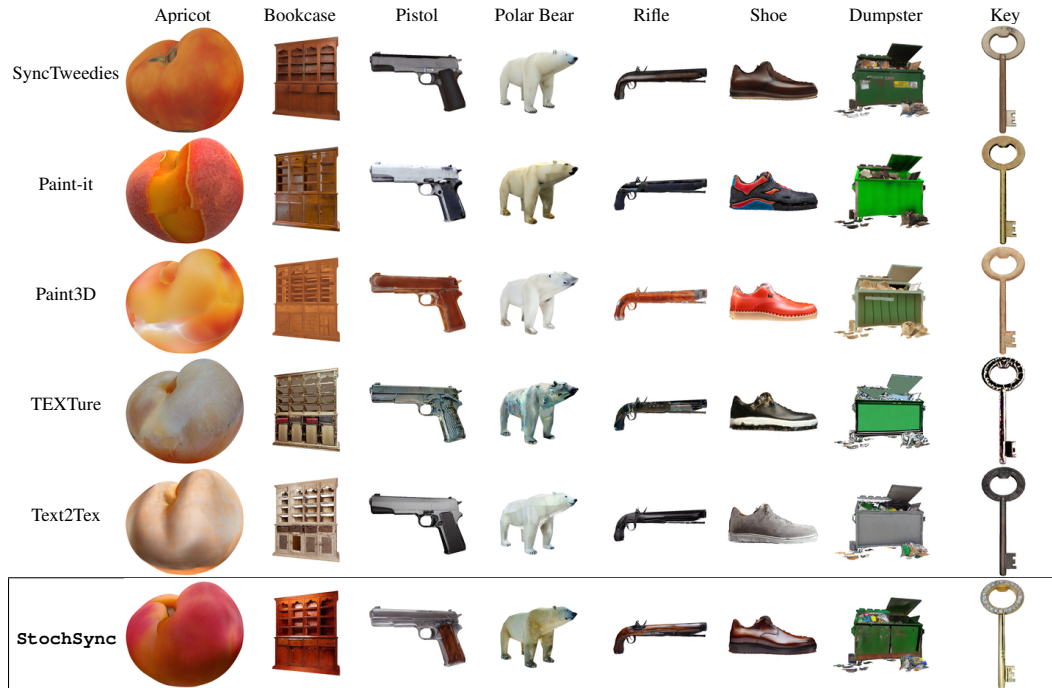 Apricot Bookcase Pistol Polar Bear Rifle Shoe Dumpster Key
SyncTweedies
Paint-it
Paint3D
TEXTure
Text2Tex
StochSync